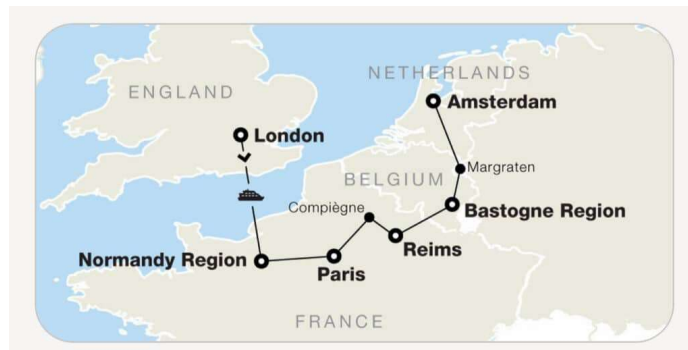 NETHERLANDS
ENGLAND
Amsterdam
London
Margraten
BELGIUM
Compiègne
Bastogne Region
Reims
Normandy Region
Paris
FRANCE